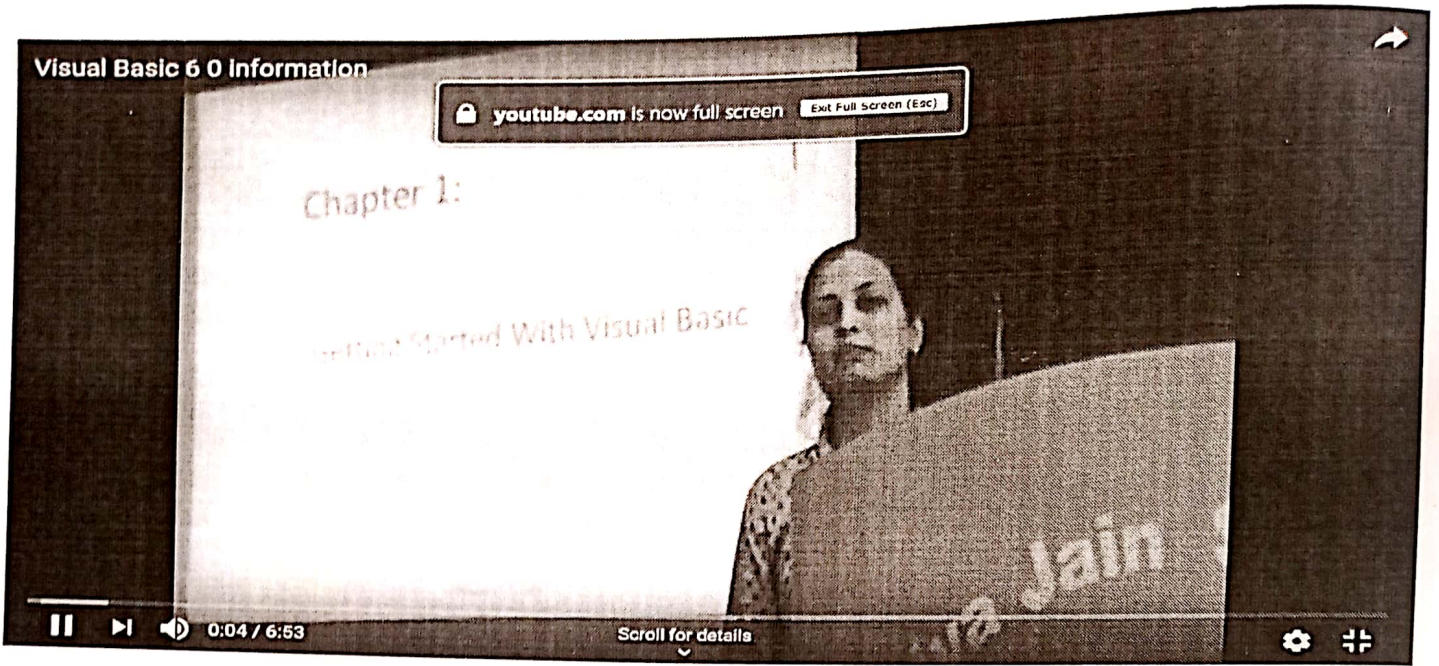 Visual Basic 6 0 information
youtube.com is now full screen Exit Full Screen (Esc)
Chapter 1:
Started With Visual Basic
Jain
0:04 / 6:53
Scroll for details